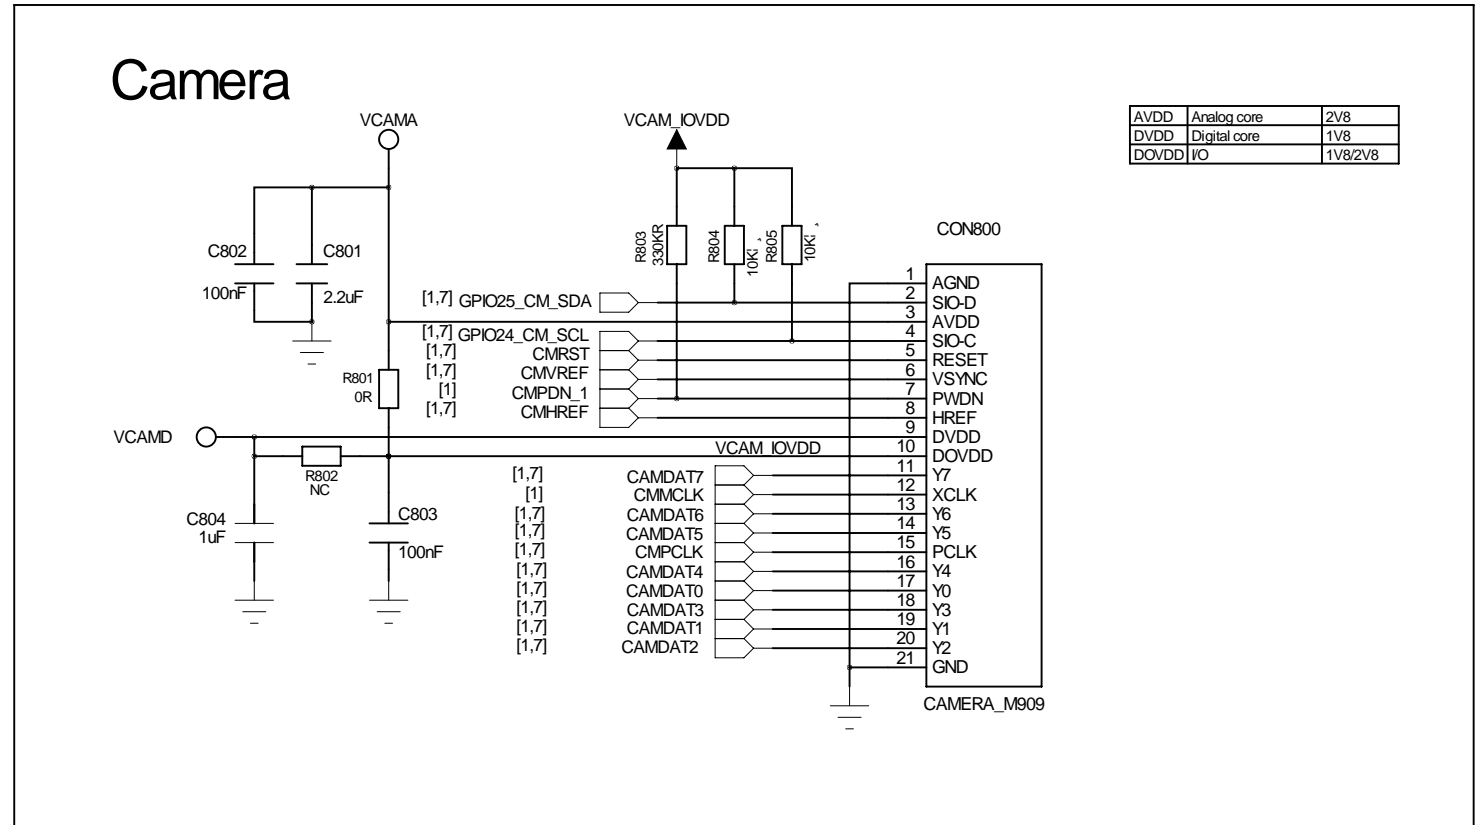 Camera
VCAMA
VCAM_IOVDD
AVDD Analog core 2V8
DVDD Digital core 1V8
DOVDD I/O 1V8/2V8
C802
100nF
C801
2.2uF
R803
330KR
R804
R805
CON800
[1,7] GPIO25_CM_SDA
[1,7] GPIO24_CM_SCL
[1,7] CMRST
[1,7] CMVREF
[1] CMPDN_1
[1,7] CMHREF
R801
0R
VCAMD
R802
NC
VCAM_IOVDD
C804
1uF
C803
100nF
[1,7] CAMDAT7
[1] CMMCLK
[1,7] CAMDAT6
[1,7] CAMDAT5
[1,7] CMPCLK
[1,7] CAMDAT4
[1,7] CAMDAT0
[1,7] CAMDAT3
[1,7] CAMDAT1
[1,7] CAMDAT2
1 AGND
2 SIO-D
3 AVDD
4 SIO-C
5 RESET
6 VSYNC
7 PWDN
8 HREF
9 DVDD
10 DOVDD
11 Y7
12 XCLK
13 Y6
14 Y5
15 PCLK
16 Y4
17 Y0
18 Y3
19 Y1
20 Y2
21 GND
CAMERA_M909